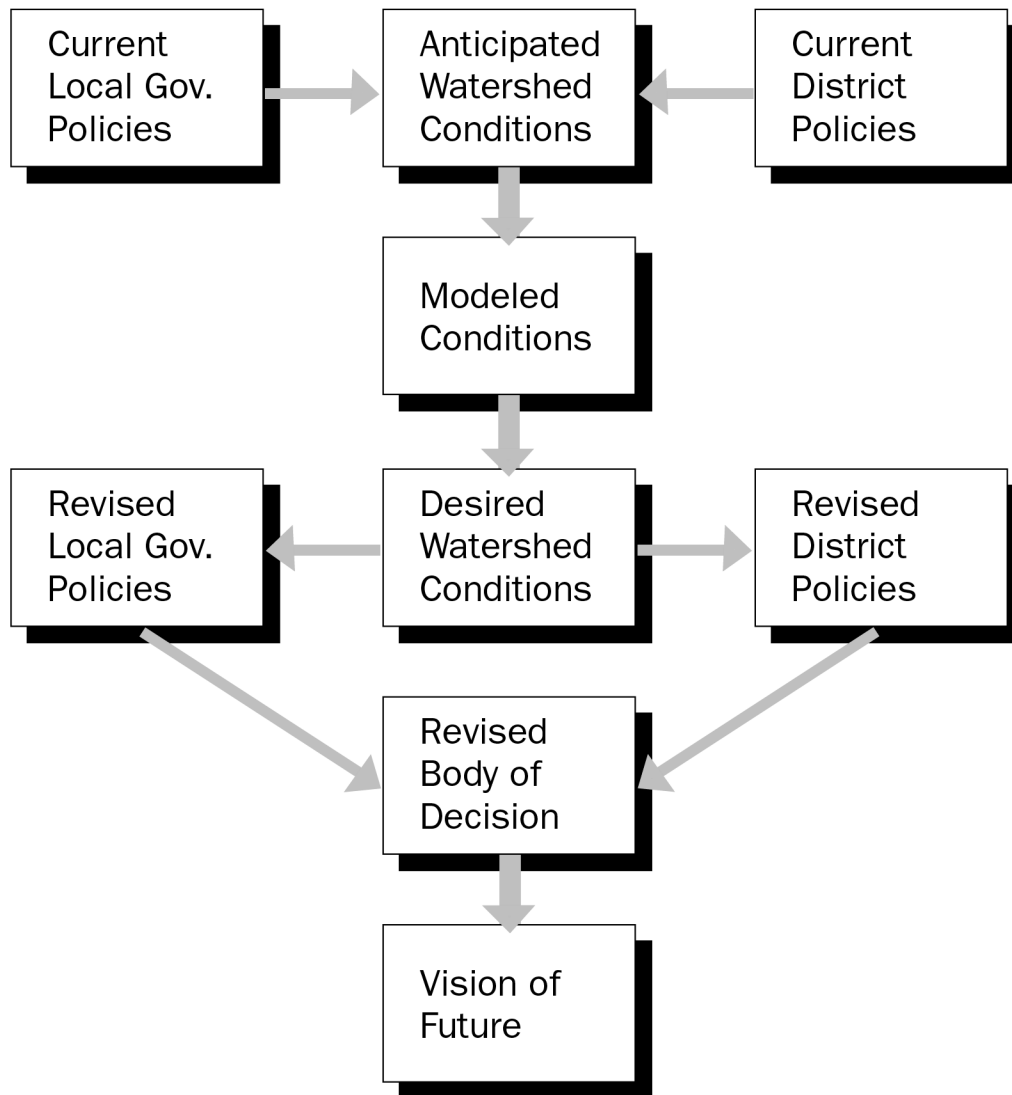 Current
Local Gov.
Policies
Anticipated
Watershed
Conditions
Current
District
Policies
Modeled
Conditions
Revised
Local Gov.
Policies
Desired
Watershed
Conditions
Revised
District
Policies
Revised
Body of
Decision
Vision of
Future